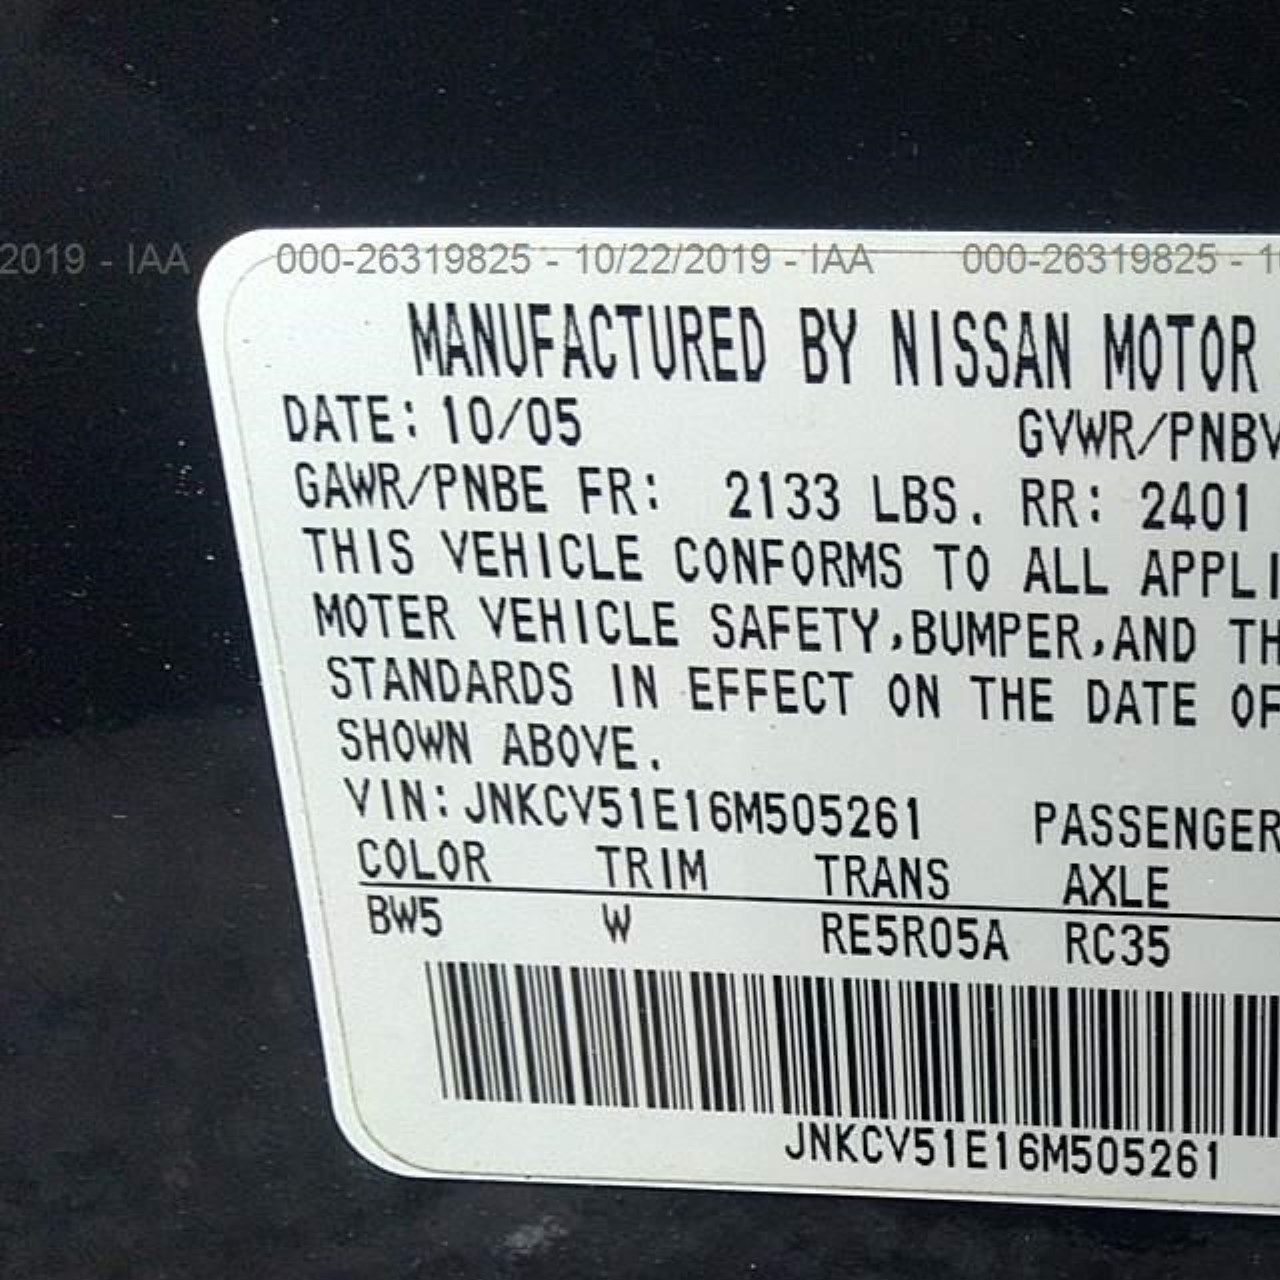 2019 - IAA 000-26319825 - 10/22/2019 - IAA 000-26319825 - 1
MANUFACTURED BY NISSAN MOTOR
DATE: 10/05 GVWR/PNBV
GAWR/PNBE FR: 2133 LBS. RR: 2401
THIS VEHICLE CONFORMS TO ALL APPLI
MOTER VEHICLE SAFETY,BUMPER,AND TH
STANDARDS IN EFFECT ON THE DATE OF
SHOWN ABOVE.
VIN: JNKCV51E16M505261 PASSENGER
COLOR TRIM TRANS AXLE
BW5 W RE5R05A RC35
JNKCV51E16M505261